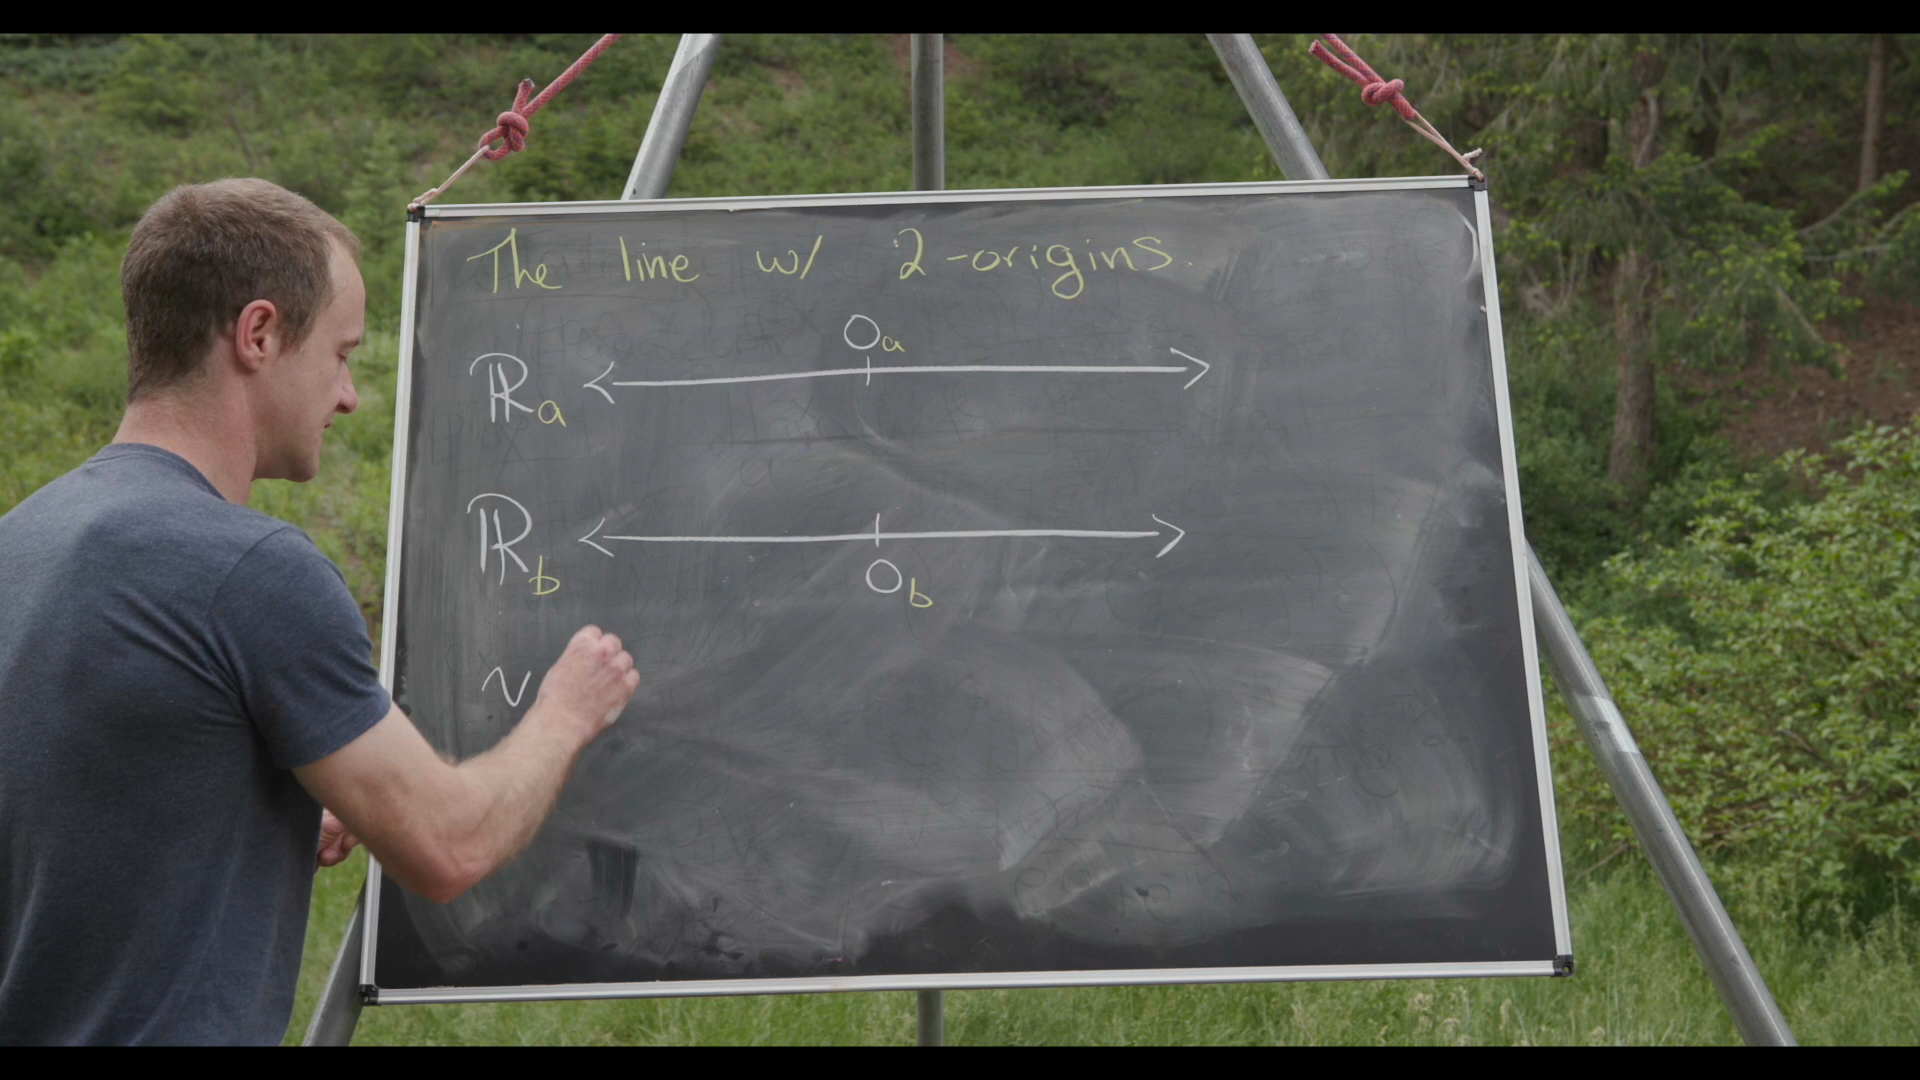 The line w/ 2-origins.
0a
ℝa
ℝb
0b
~